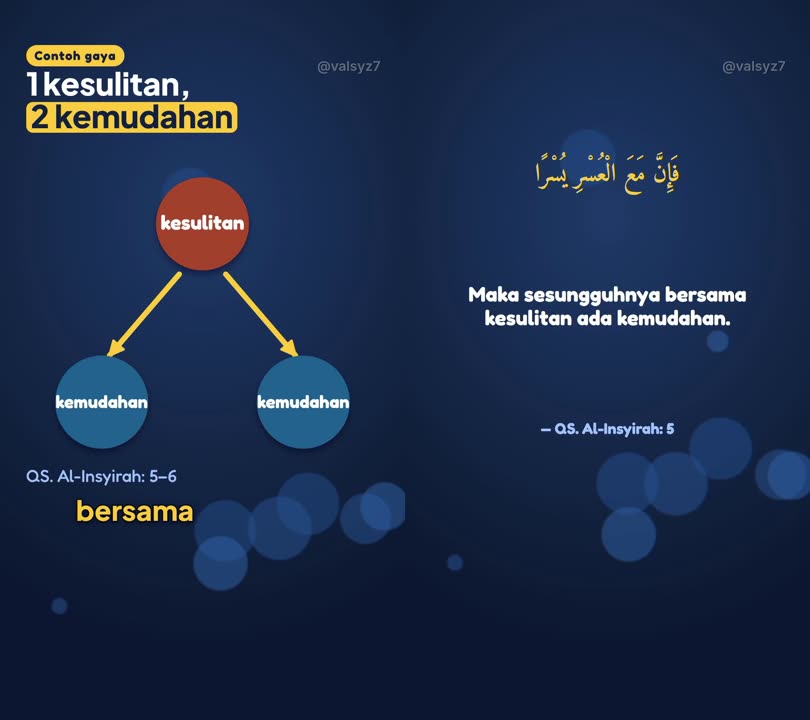 Contoh gaya
@valsyz7
1 kesulitan,
2 kemudahan
kesulitan
kemudahan
kemudahan
QS. Al-Insyirah: 5–6
bersama
@valsyz7
فَإِنَّ مَعَ الْعُسْرِ يُسْرًا
Maka sesungguhnya bersama
kesulitan ada kemudahan.
— QS. Al-Insyirah: 5